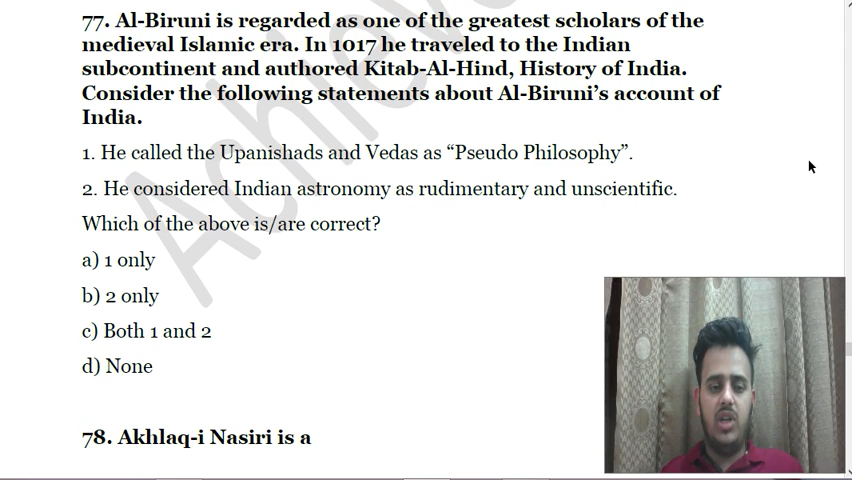 77. Al-Biruni is regarded as one of the greatest scholars of the
medieval Islamic era. In 1017 he traveled to the Indian
subcontinent and authored Kitab-Al-Hind, History of India.
Consider the following statements about Al-Biruni's account of
India.
1. He called the Upanishads and Vedas as “Pseudo Philosophy”.
2. He considered Indian astronomy as rudimentary and unscientific.
Which of the above is/are correct?
a) 1 only
b) 2 only
c) Both 1 and 2
d) None
78. Akhlaq-i Nasiri is a